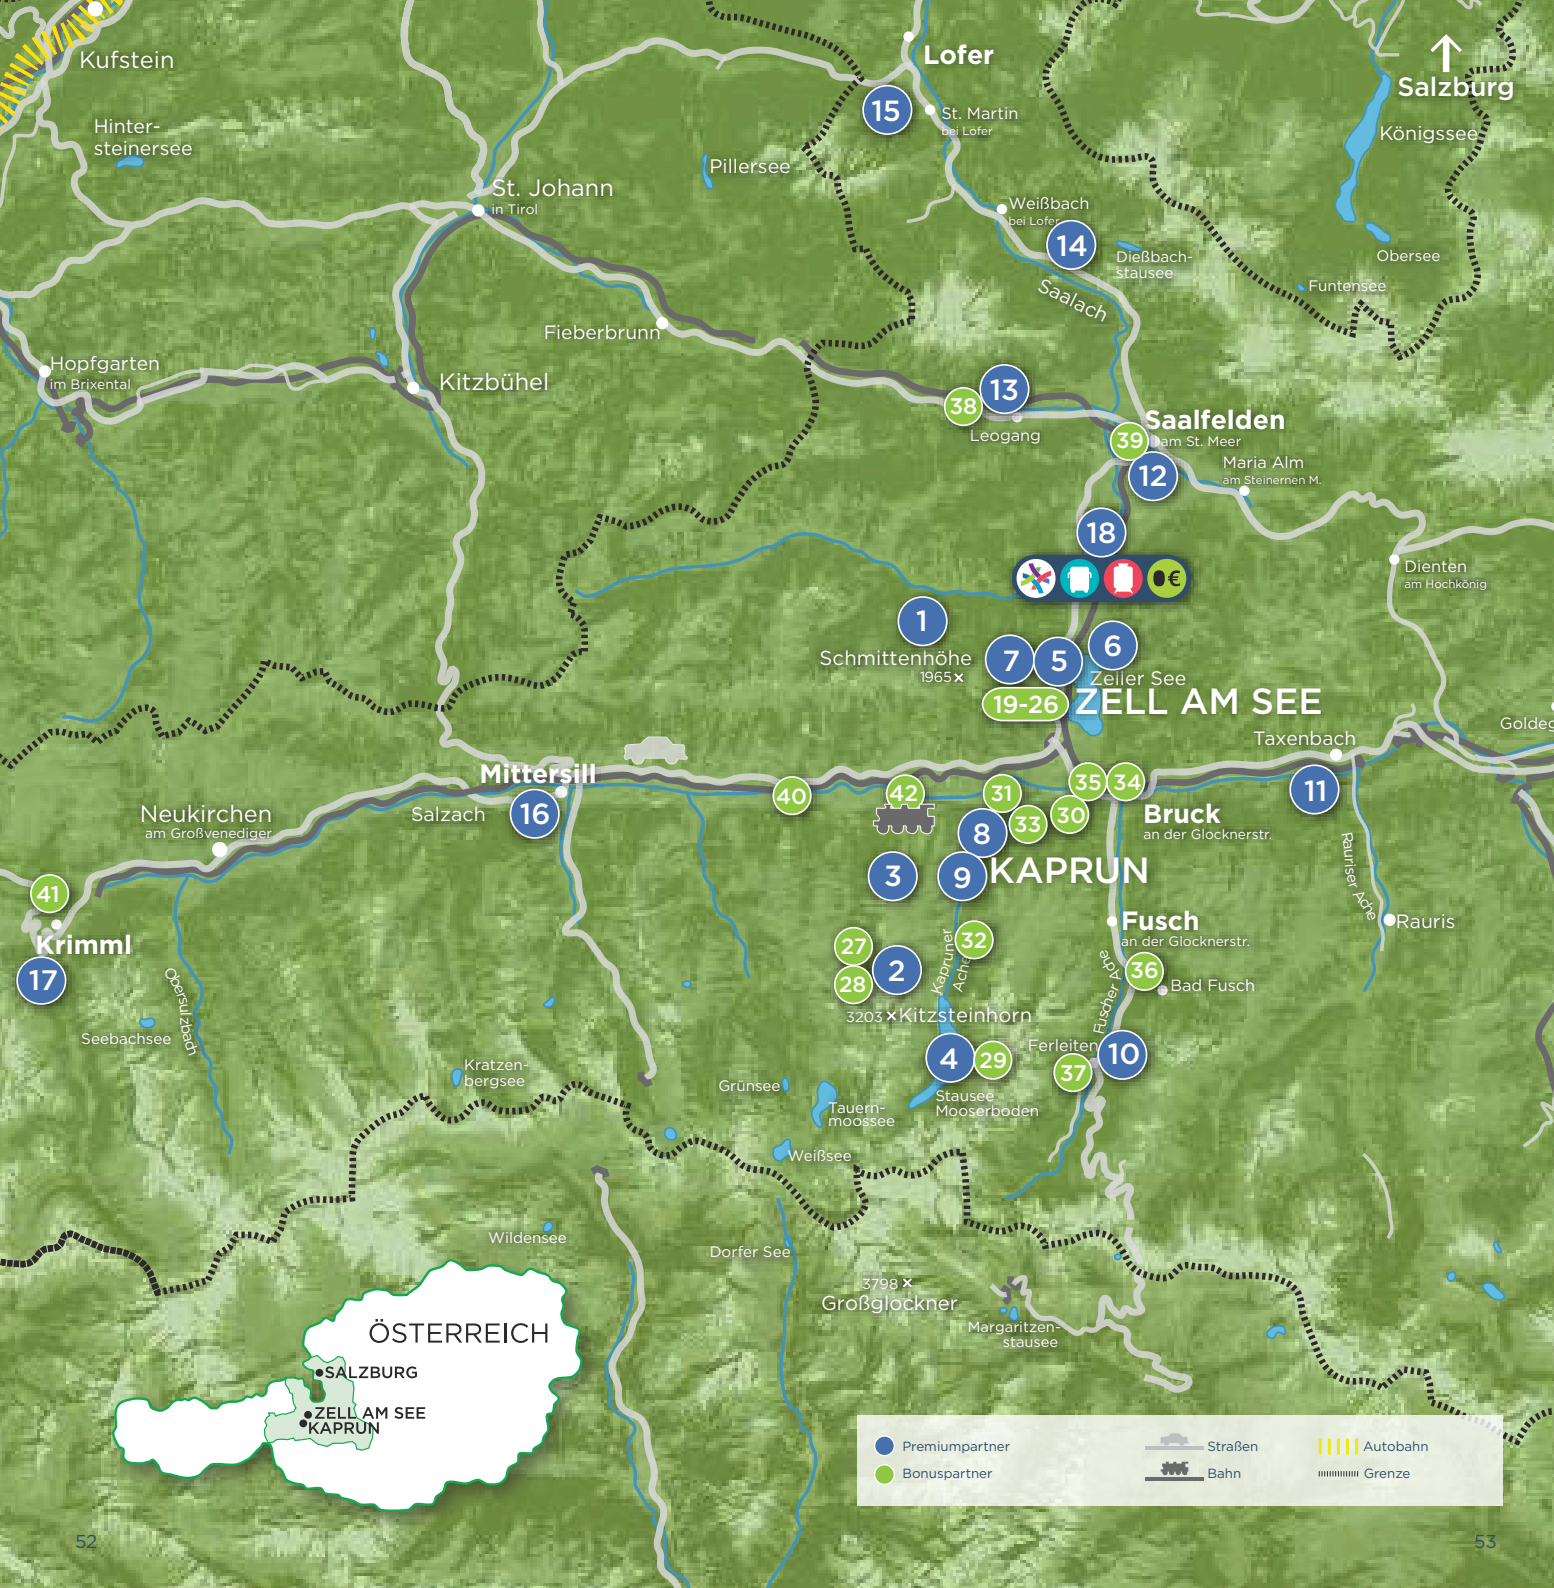 Kufstein
Lofer
Salzburg
15
St. Martin
bei Lofer
Hinter-
steinersee
Königssee
Pillersee
St. Johann
in Tirol
Weißbach
bei Lofer
14
Dießbach-
stausee
Obersee
Funtensee
Saalach
Fieberbrunn
Hopfgarten
im Brixental
Kitzbühel
13
38
Leogang
Saalfelden
am St. Meer
39
12
Maria Alm
am Steinernen M.
18
0€
Dienten
am Hochkönig
1
Schmittenhöhe
1965
7
5
6
Zeller See
19-26
ZELL AM SEE
Taxenbach
Mittersill
Salzach
16
40
42
31
35
34
11
Neukirchen
am Großvenediger
8
33
30
Bruck
an der Glocknerstr.
3
9
KAPRUN
Rauriser Ache
41
Krimml
17
Fusch
an der Glocknerstr.
Rauris
27
2
28
32
Kapruner
Ache
36
Bad Fusch
Fuscher Ache
Obersulzbach
Seebachsee
3203
Kitzsteinhorn
4
29
Ferleiten
10
37
Kratzen-
bergsee
Grünsee
Tauern-
moossee
Stausee
Mooserboden
Weißsee
Wildensee
Dorfer See
3798
Großglockner
Margaritzen-
stausee
ÖSTERREICH
SALZBURG
ZELL AM SEE
KAPRUN
Premiumpartner
Straßen
Autobahn
Bonuspartner
Bahn
Grenze
52
53